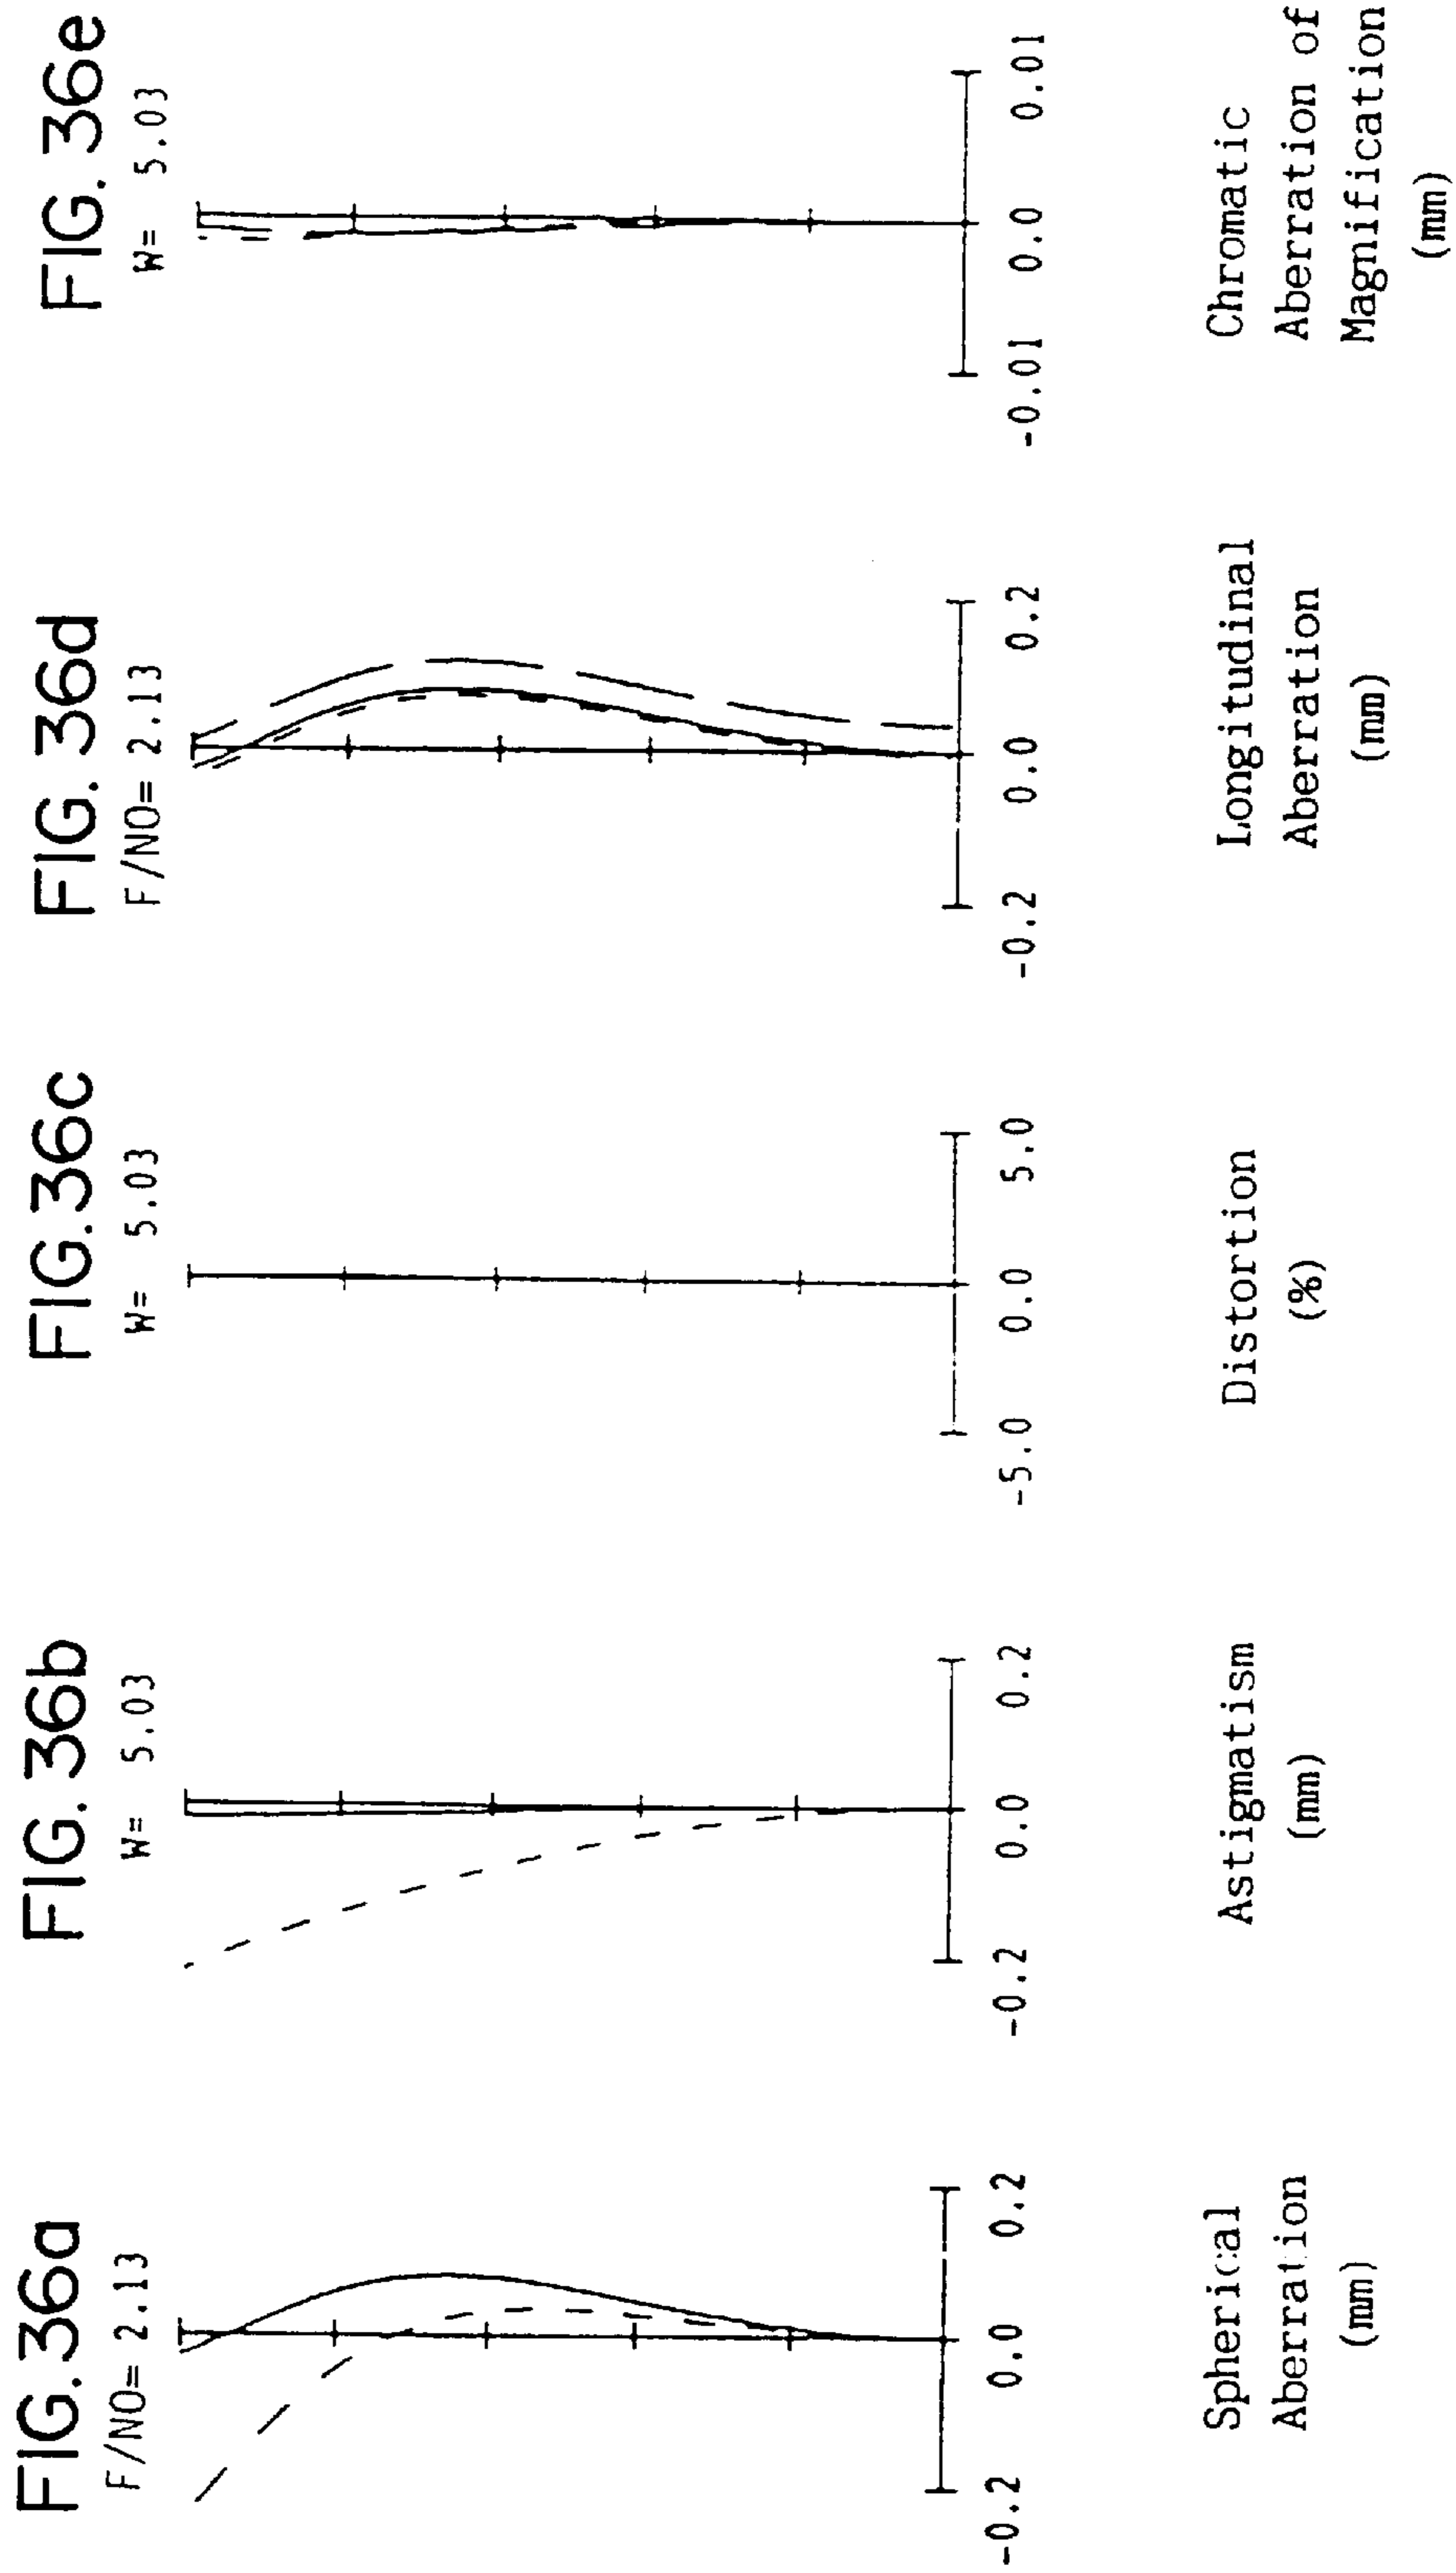 FIG.36a
F/NO= 2.13
-0.2 0.0 0.2
Spherical
Aberration
(mm)
FIG. 36b
W= 5.03
-0.2 0.0 0.2
Astigmatism
(mm)
FIG.36c
W= 5.03
-5.0 0.0 5.0
Distortion
(%)
FIG. 36d
F/NO= 2.13
-0.2 0.0 0.2
Longitudinal
Aberration
(mm)
FIG. 36e
W= 5.03
-0.01 0.0 0.01
Chromatic
Aberration of
Magnification
(mm)